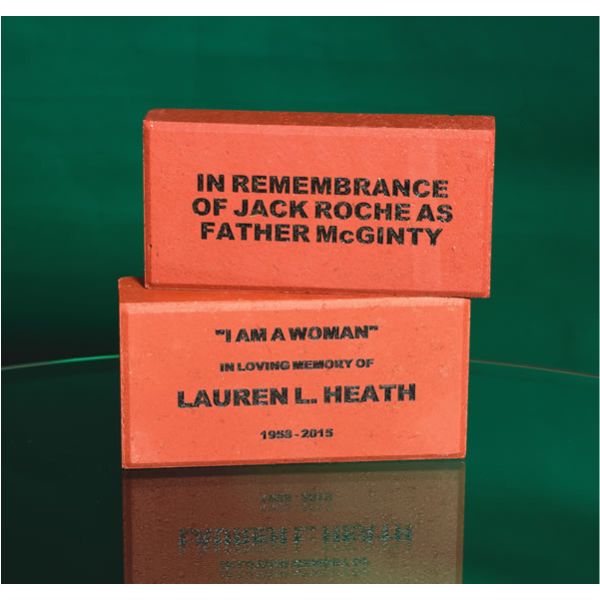 IN REMEMBRANCE
OF JACK ROCHE AS
FATHER McGINTY
"I AM A WOMAN"
IN LOVING MEMORY OF
LAUREN L. HEATH
1958-2015